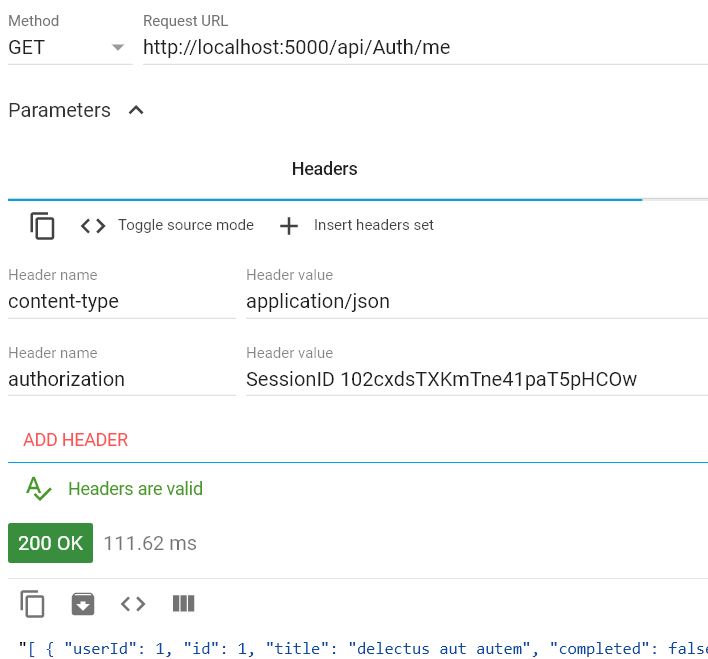 Method Request URL
GET http://localhost:5000/api/Auth/me
Parameters
Headers
Toggle source mode Insert headers set
Header name Header value
content-type application/json
Header name Header value
authorization SessionID 102cxdsTXKmTne41paT5pHCOw
ADD HEADER
Headers are valid
200 OK 111.62 ms
"[ { "userId": 1, "id": 1, "title": "delectus aut autem", "completed": false